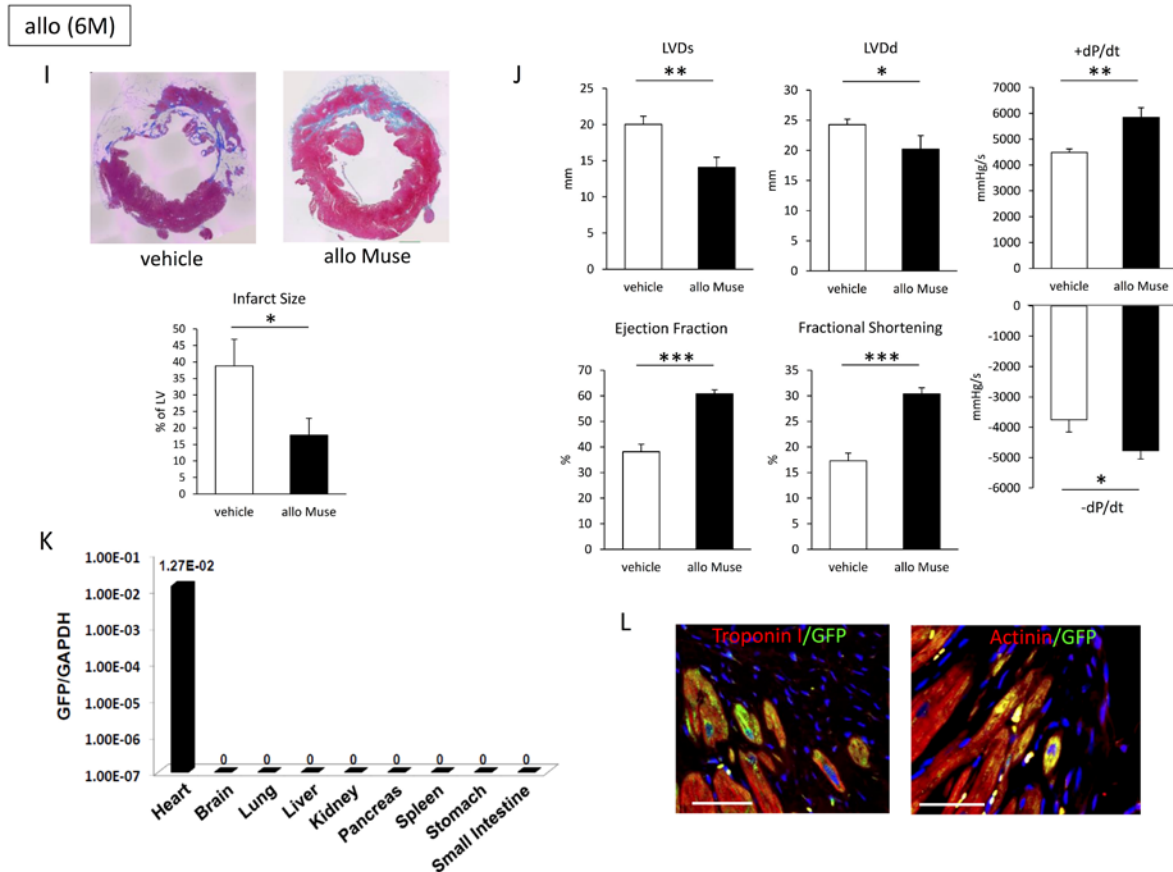 allo (6M)
I
vehicle
allo Muse
Infarct Size
*
% of LV
50
45
40
35
30
25
20
15
10
5
0
vehicle
allo Muse
J
LVDs
**
mm
25
20
15
10
5
0
vehicle
allo Muse
LVDd
*
mm
30
25
20
15
10
5
0
vehicle
allo Muse
+dP/dt
**
mmHg/s
7000
6000
5000
4000
3000
2000
1000
0
vehicle
allo Muse
Ejection Fraction
***
%
70
60
50
40
30
20
10
0
vehicle
allo Muse
Fractional Shortening
***
%
35
30
25
20
15
10
5
0
vehicle
allo Muse
mmHg/s
0
-1000
-2000
-3000
-4000
-5000
-6000
*
-dP/dt
K
GFP/GAPDH
1.00E-01
1.00E-02
1.00E-03
1.00E-04
1.00E-05
1.00E-06
1.00E-07
1.27E-02
0 0 0 0 0 0 0 0
Heart
Brain
Lung
Liver
Kidney
Pancreas
Spleen
Stomach
Small Intestine
L
Troponin I/GFP
Actinin/GFP